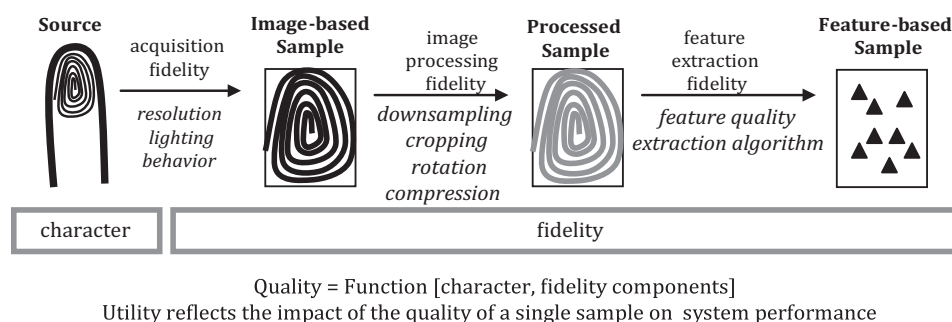 Source
acquisition
fidelity
resolution
lighting
behavior
Image-based
Sample
image
processing
fidelity
downsampling
cropping
rotation
compression
Processed
Sample
feature
extraction
fidelity
feature quality
extraction algorithm
Feature-based
Sample
character
fidelity
Quality = Function [character, fidelity components]
Utility reflects the impact of the quality of a single sample on system performance